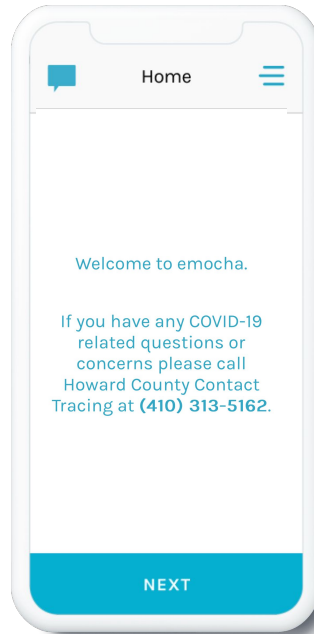 Home
Welcome to emocha.
If you have any COVID-19
related questions or
concerns please call
Howard County Contact
Tracing at (410) 313-5162.
NEXT